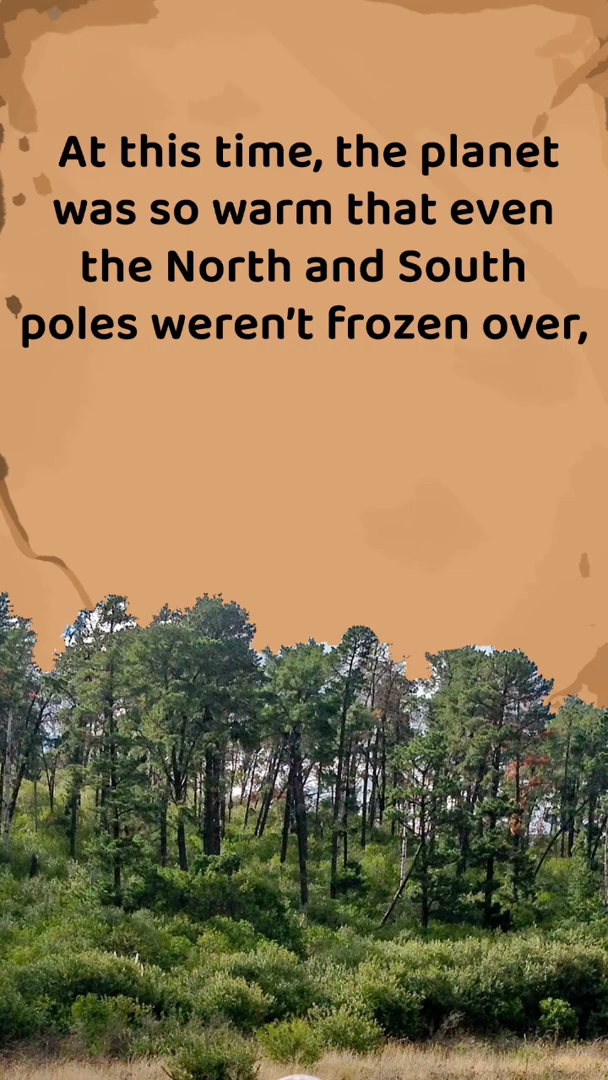 At this time, the planet
was so warm that even
the North and South
poles weren't frozen over,